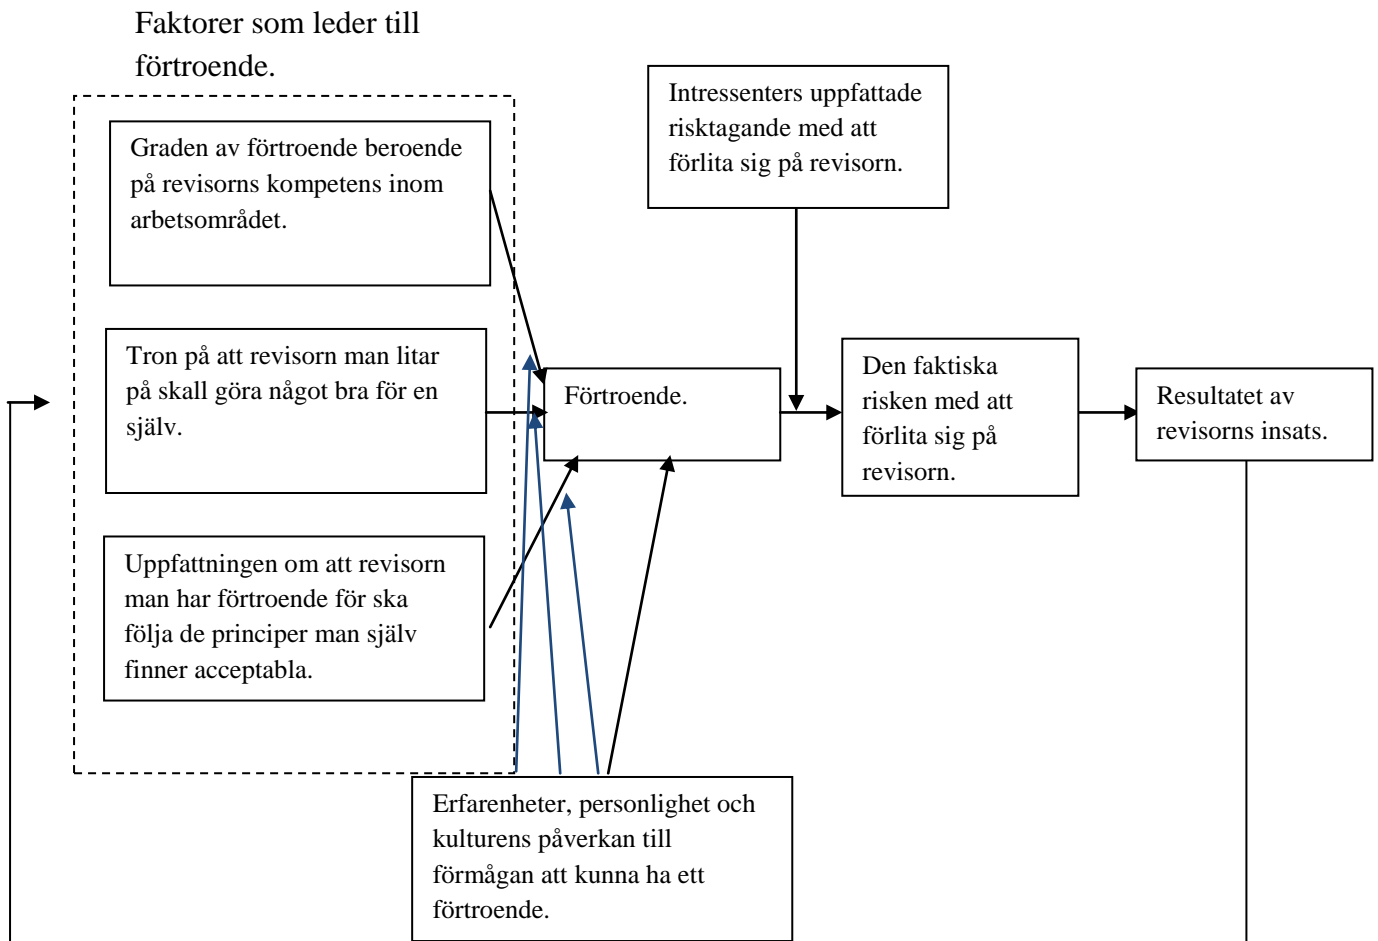 Faktorer som leder till
förtroende.
Graden av förtroende beroende
på revisorns kompetens inom
arbetsområdet.
Intressenters uppfattade
risktagande med att
förlita sig på revisorn.
Tron på att revisorn man litar
på skall göra något bra för en
själv.
Förtroende.
Den faktiska
risken med att
förlita sig på
revisorn.
Resultatet av
revisorns insats.
Uppfattningen om att revisorn
man har förtroende för ska
följa de principer man själv
finner acceptabla.
Erfarenheter, personlighet och
kulturens påverkan till
förmågan att kunna ha ett
förtroende.